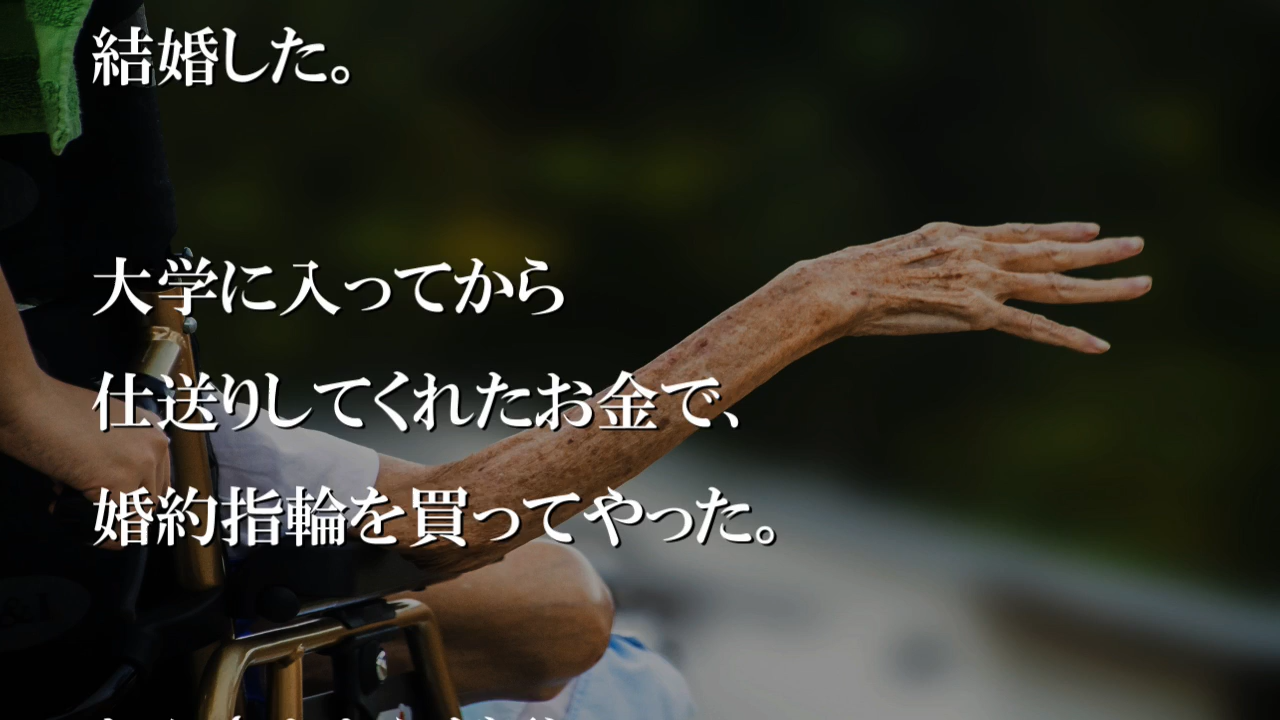 結婚した。
大学に入ってから
仕送りしてくれたお金で、
婚約指輪を買ってやった。